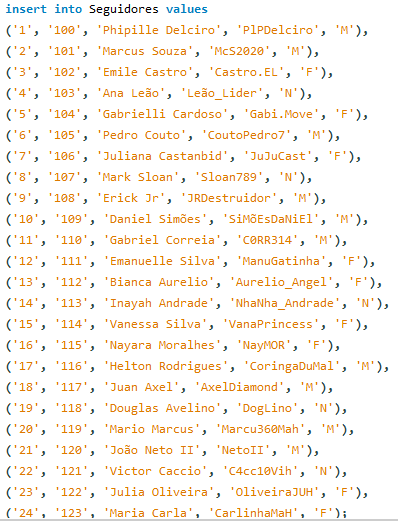 insert into Seguidores values
('1', '100', 'Phipille Delciro', 'PlPDelciro', 'M'),
('2', '101', 'Marcus Souza', 'McS2020', 'M'),
('3', '102', 'Emile Castro', 'Castro.EL', 'F'),
('4', '103', 'Ana Leão', 'Leão_Lider', 'N'),
('5', '104', 'Gabrielli Cardoso', 'Gabi.Move', 'F'),
('6', '105', 'Pedro Couto', 'CoutoPedro7', 'M'),
('7', '106', 'Juliana Castanbid', 'JuJuCast', 'F'),
('8', '107', 'Mark Sloan', 'Sloan789', 'N'),
('9', '108', 'Erick Jr', 'JRDestruidor', 'M'),
('10', '109', 'Daniel Simões', 'SiMÕEsDaNiEl', 'M'),
('11', '110', 'Gabriel Correia', 'C0RR314', 'M'),
('12', '111', 'Emanuelle Silva', 'ManuGatinha', 'F'),
('13', '112', 'Bianca Aurelio', 'Aurelio_Angel', 'F'),
('14', '113', 'Inayah Andrade', 'NhaNha_Andrade', 'N'),
('15', '114', 'Vanessa Silva', 'VanaPrincess', 'F'),
('16', '115', 'Nayara Moralhes', 'NayMOR', 'F'),
('17', '116', 'Helton Rodrigues', 'CoringaDuMal', 'M'),
('18', '117', 'Juan Axel', 'AxelDiamond', 'M'),
('19', '118', 'Douglas Avelino', 'DogLino', 'N'),
('20', '119', 'Mario Marcus', 'Marcu360Mah', 'M'),
('21', '120', 'João Neto II', 'NetoII', 'M'),
('22', '121', 'Victor Caccio', 'C4cc10Vih', 'N'),
('23', '122', 'Julia Oliveira', 'OliveiraJUH', 'F'),
('24', '123', 'Maria Carla', 'CarlinhaMaH', 'F');